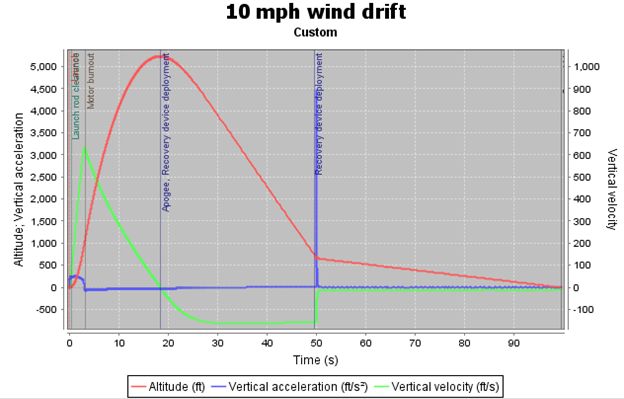 10 mph wind drift
Custom
Altitude; Vertical acceleration
5,000
4,500
4,000
3,500
3,000
2,500
2,000
1,500
1,000
500
0
-500
Launch rod clearance
Launch
Motor burnout
Apogee, Recovery device deployment
Recovery device deployment
1,000
900
800
700
600
500
400
300
200
100
0
-100
Vertical velocity
0 10 20 30 40 50 60 70 80 90
Time (s)
Altitude (ft) Vertical acceleration (ft/s²) Vertical velocity (ft/s)